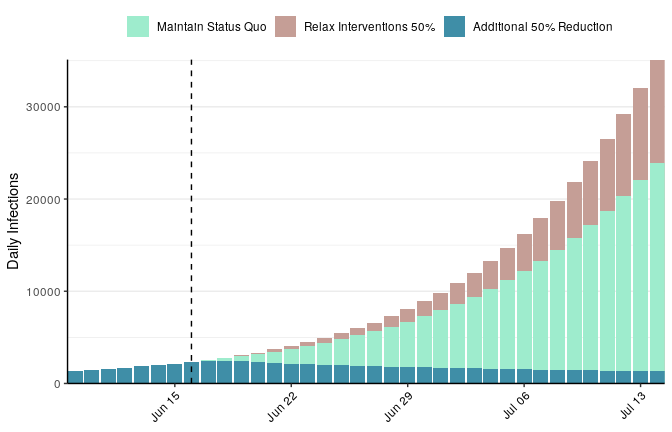 Maintain Status Quo Relax Interventions 50% Additional 50% Reduction
Daily Infections
30000
20000
10000
0
Jun 15 Jun 22 Jun 29 Jul 06 Jul 13